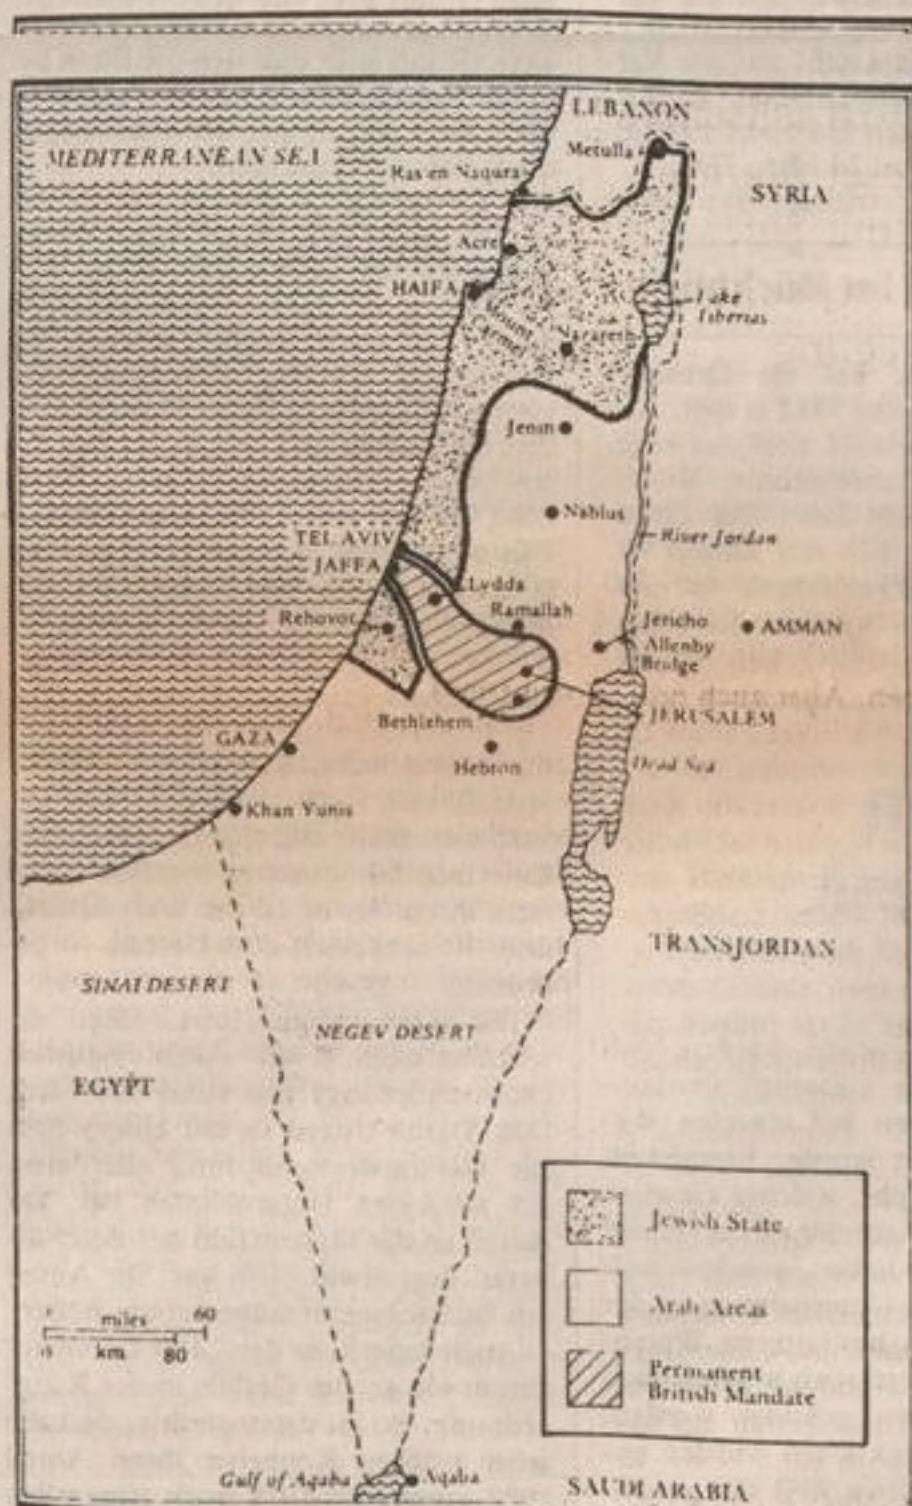 LEBANON
MEDITERRANEAN SEA
Metulla
Ras en Naqura
SYRIA
Acre
HAIFA
Mount
Carmel
Lake
Tiberias
Nazareth
Jenin
Nablus
River Jordan
TEL AVIV
JAFFA
Lydda
Ramallah
Rehovot
Jericho
Allenby
Bridge
AMMAN
JERUSALEM
Bethlehem
GAZA
Hebron
Dead Sea
Khan Yunis
TRANSJORDAN
SINAI DESERT
NEGEV DESERT
EGYPT
Jewish State
Arab Areas
Permanent
British Mandate
miles 60
0 km. 80
Gulf of Aqaba
Aqaba
SAUDI ARABIA